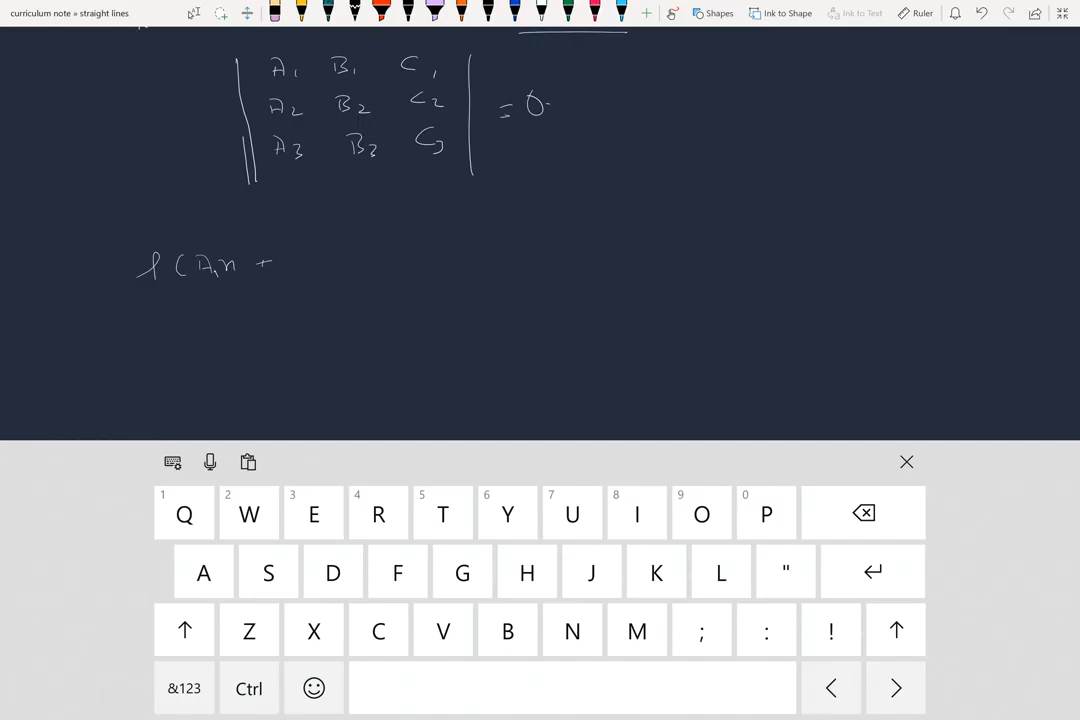 curriculum note » straight lines
Shapes
Ink to Shape
Ink to Text
Ruler
A₁ B₁ C₁
A₂ B₂ C₂ = 0
A₃ B₃ C₃
l (A₁x +
1 2 3 4 5 6 7 8 9 0
Q W E R T Y U I O P
A S D F G H J K L "
Z X C V B N M ; : !
&123 Ctrl